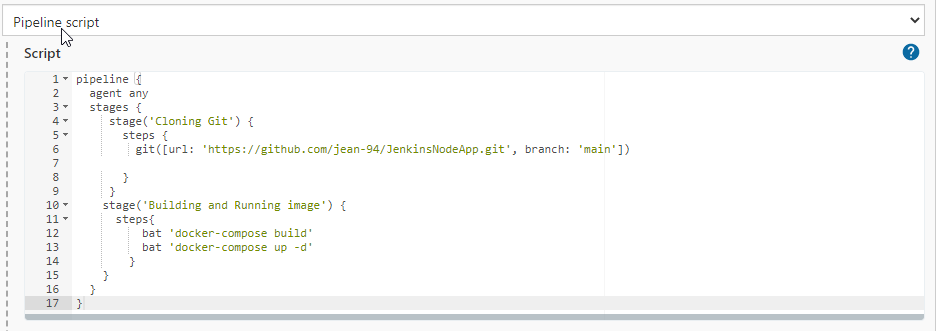 Pipeline script
Script
?
1 pipeline {
2 agent any
3 stages {
4 stage('Cloning Git') {
5 steps {
6 git([url: 'https://github.com/jean-94/JenkinsNodeApp.git', branch: 'main'])
7
8 }
9 }
10 stage('Building and Running image') {
11 steps{
12 bat 'docker-compose build'
13 bat 'docker-compose up -d'
14 }
15 }
16 }
17 }